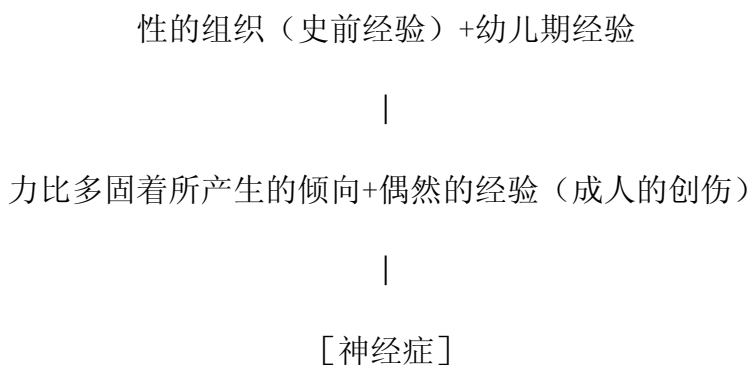 性的组织（史前经验）+幼儿期经验
|
力比多固着所产生的倾向+偶然的经验（成人的创伤）
|
［神经症］